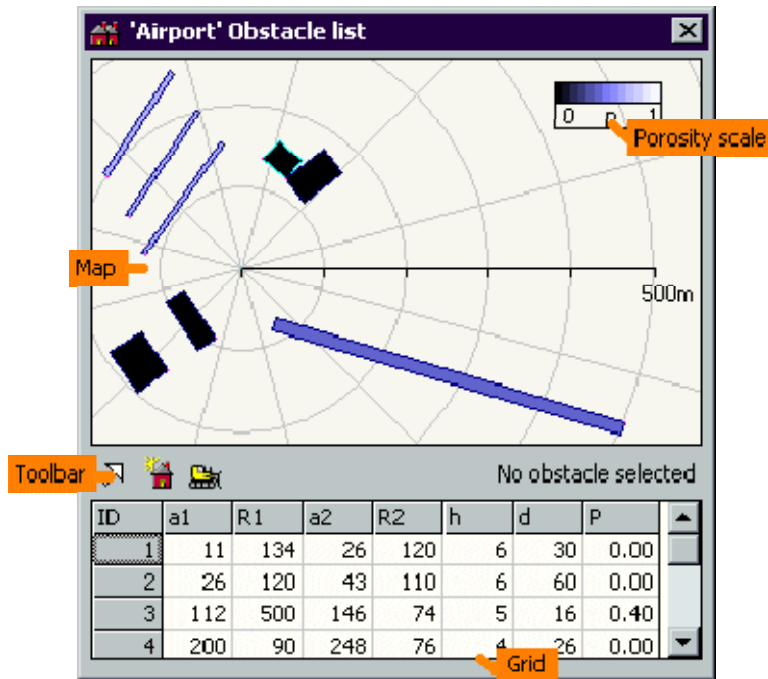 'Airport' Obstacle list
0 p 1
Porosity scale
Map
500m
Toolbar
No obstacle selected
ID a1 R1 a2 R2 h d P
1 11 134 26 120 6 30 0.00
2 26 120 43 110 6 60 0.00
3 112 500 146 74 5 16 0.40
4 200 90 248 76 4 26 0.00
Grid